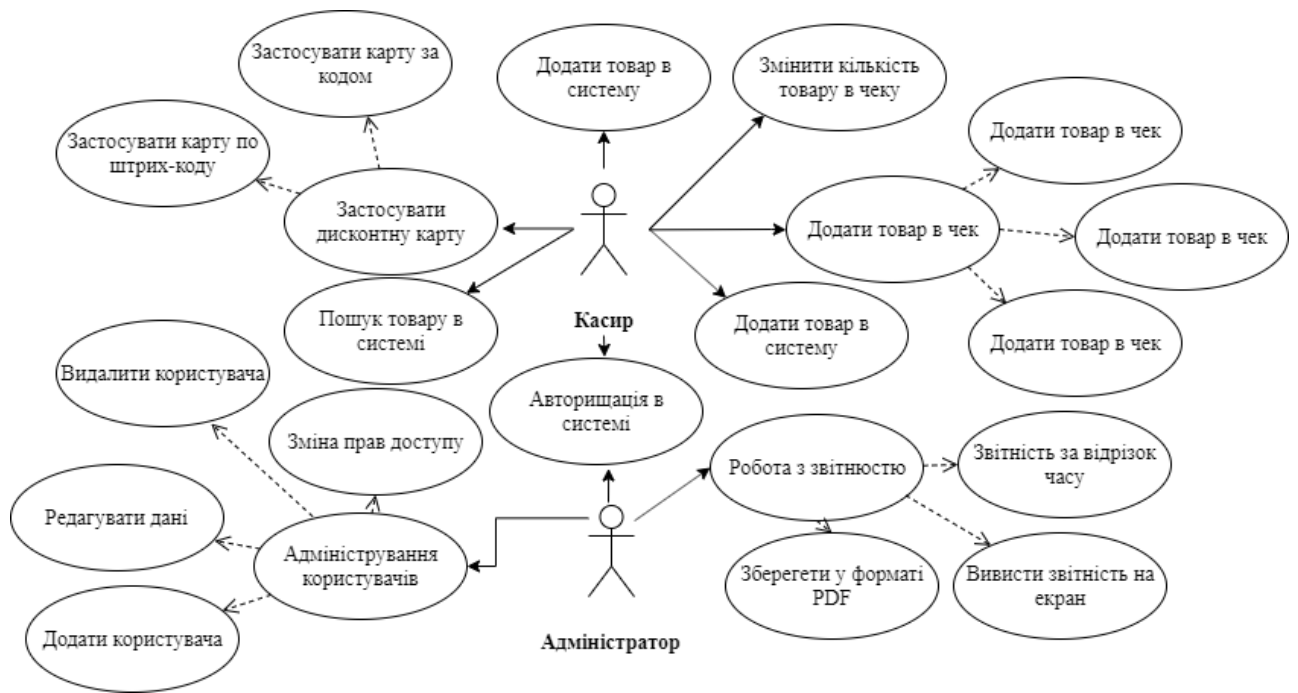 Застосувати карту за
кодом
Додати товар в
систему
Змінити кількість
товару в чеку
Застосувати карту по
штрих-коду
Додати товар в чек
Застосувати
дисконтну карту
Додати товар в чек
Додати товар в чек
Пошук товару в
системі
Касир
Додати товар в
систему
Додати товар в чек
Видалити користувача
Авторищація в
системі
Зміна прав доступу
Робота з звітнюстю
Звітність за відрізок
часу
Редагувати дані
Адміністрування
користувачів
Зберегети у форматі
PDF
Вивисти звітність на
екран
Додати користувача
Адміністратор